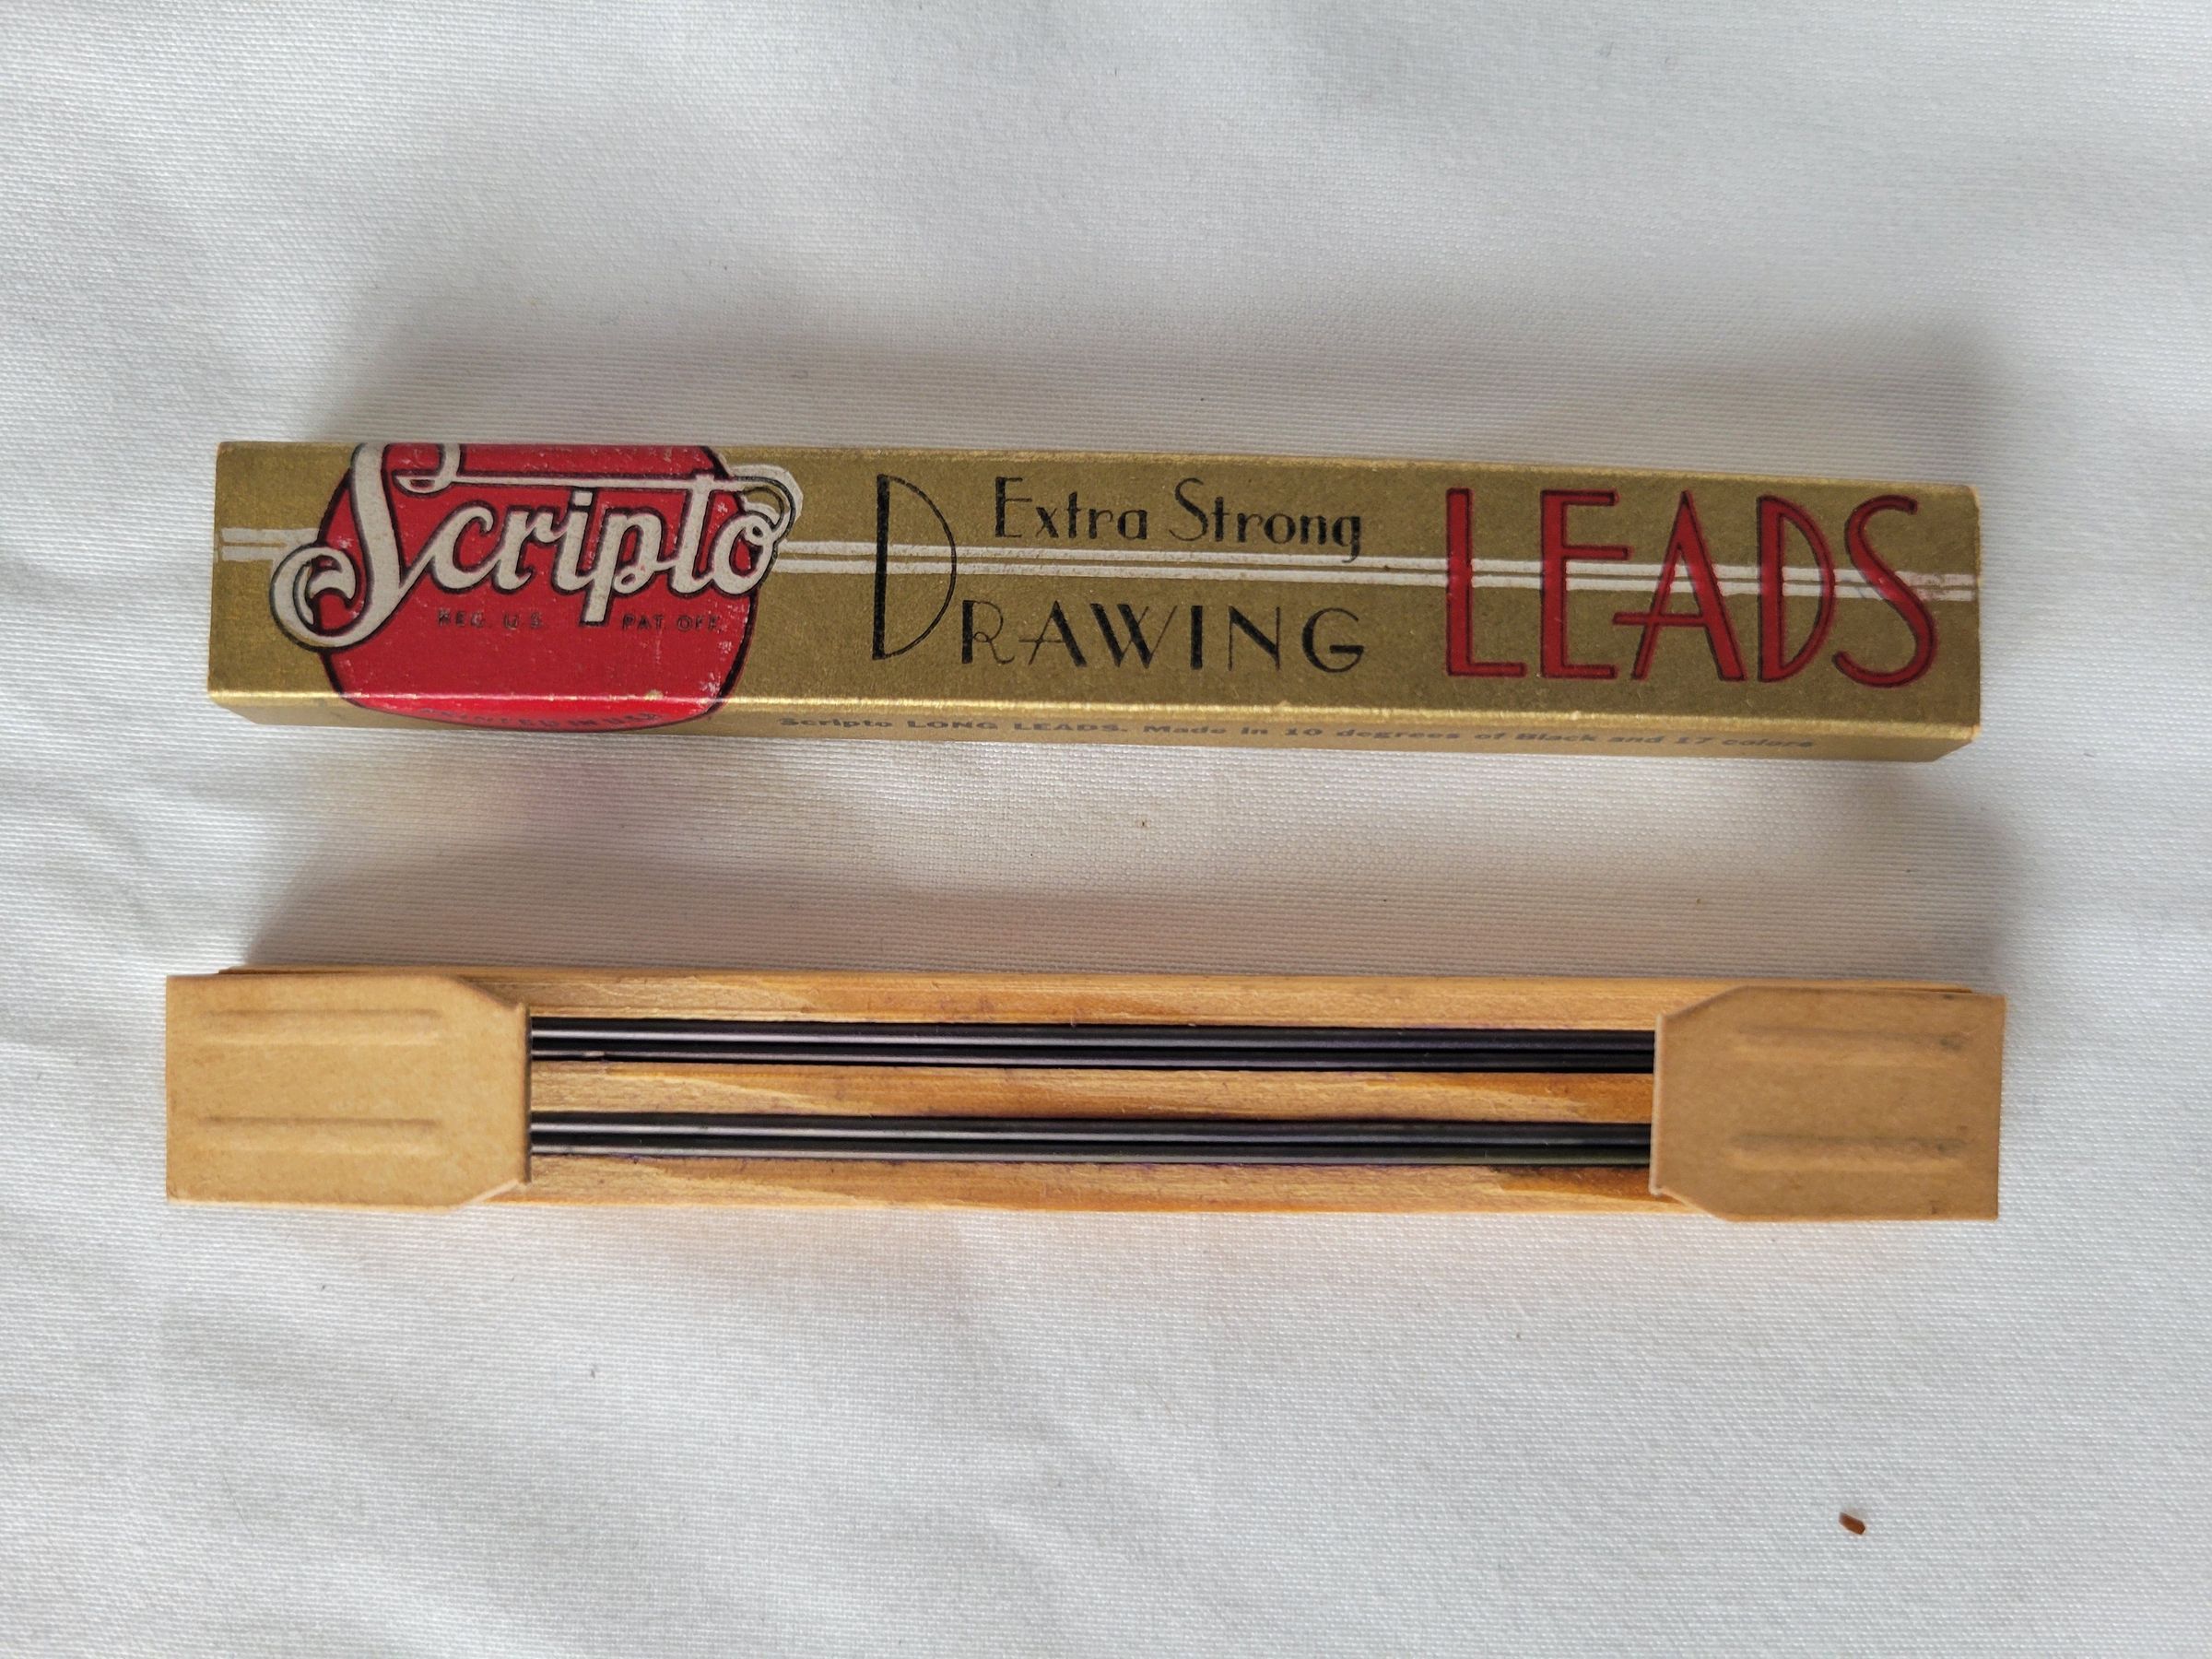 Scripto
REG. U.S. PAT. OFF.
Extra Strong
DRAWING
LEADS
Scripto LONG LEADS. Made in 10 degrees of Black and 17 colors